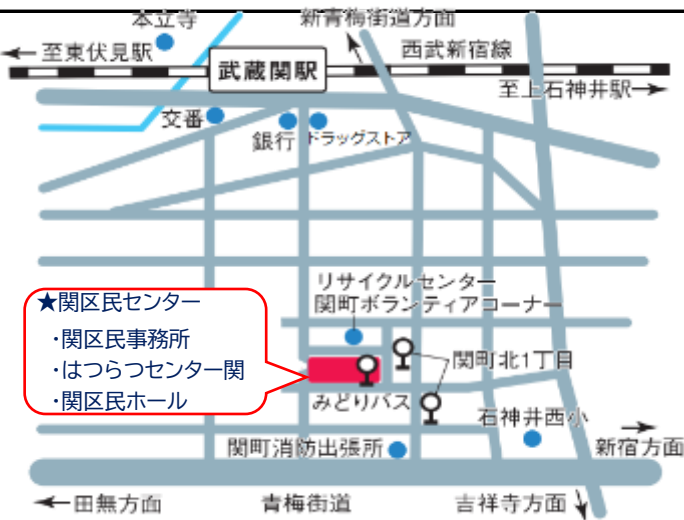 本立寺
新青梅街道方面
←至東伏見駅
西武新宿線
武蔵関駅
至上石神井駅→
交番
銀行
ドラッグストア
リサイクルセンター
関町ボランティアコーナー
★関区民センター
・関区民事務所
・はつらつセンター関
・関区民ホール
関町北1丁目
みどりバス
石神井西小
関町消防出張所
新宿方面
←田無方面
青梅街道
吉祥寺方面